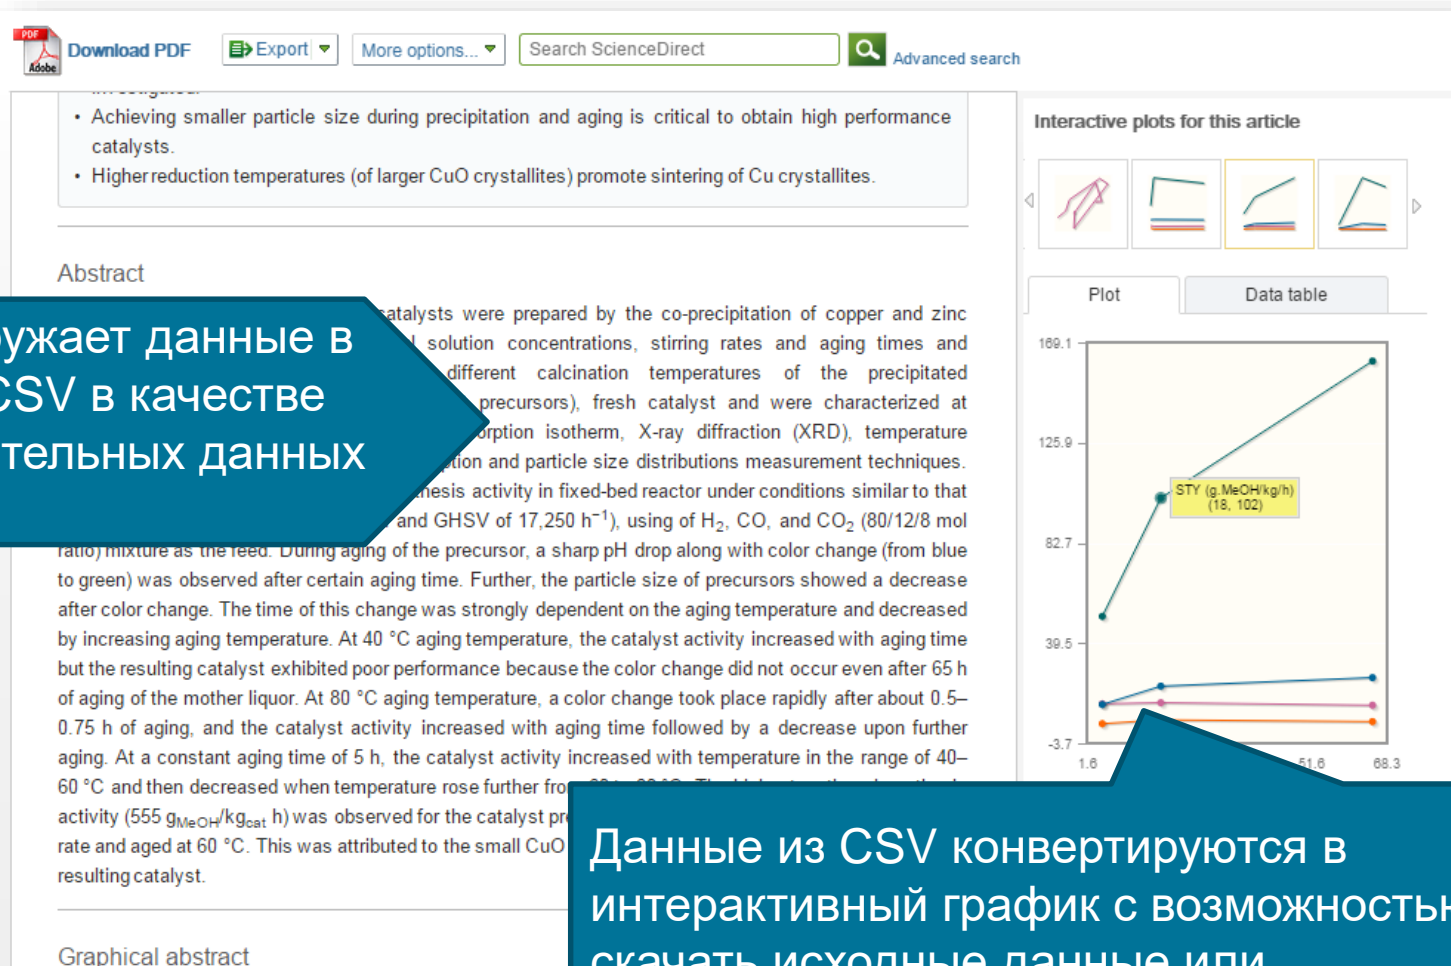 PDF
Adobe
Download PDF
Export
More options...
Search ScienceDirect
Advanced search
• Achieving smaller particle size during precipitation and aging is critical to obtain high performance
catalysts.
• Higher reduction temperatures (of larger CuO crystallites) promote sintering of Cu crystallites.
Abstract
catalysts were prepared by the co-precipitation of copper and zinc
solution concentrations, stirring rates and aging times and
different calcination temperatures of the precipitated
precursors), fresh catalyst and were characterized at
orption isotherm, X-ray diffraction (XRD), temperature
tion and particle size distributions measurement techniques.
hesis activity in fixed-bed reactor under conditions similar to that
and GHSV of 17,250 h⁻¹), using of H₂, CO, and CO₂ (80/12/8 mol
ratio) mixture as the feed. During aging of the precursor, a sharp pH drop along with color change (from blue
to green) was observed after certain aging time. Further, the particle size of precursors showed a decrease
after color change. The time of this change was strongly dependent on the aging temperature and decreased
by increasing aging temperature. At 40 °C aging temperature, the catalyst activity increased with aging time
but the resulting catalyst exhibited poor performance because the color change did not occur even after 65 h
of aging of the mother liquor. At 80 °C aging temperature, a color change took place rapidly after about 0.5–
0.75 h of aging, and the catalyst activity increased with aging time followed by a decrease upon further
aging. At a constant aging time of 5 h, the catalyst activity increased with temperature in the range of 40–
60 °C and then decreased when temperature rose further from
activity (555 gMeOH/kgcat h) was observed for the catalyst pre
rate and aged at 60 °C. This was attributed to the small CuO
resulting catalyst.
Graphical abstract
ружает данные в
CSV в качестве
тельных данных
Interactive plots for this article
Plot
Data table
169.1
125.9
82.7
39.5
-3.7
1.6
51.6
68.3
STY (g.MeOH/kg/h)
(18, 102)
Данные из CSV конвертируются в
интерактивный график с возможностью
скачать исходные данные или